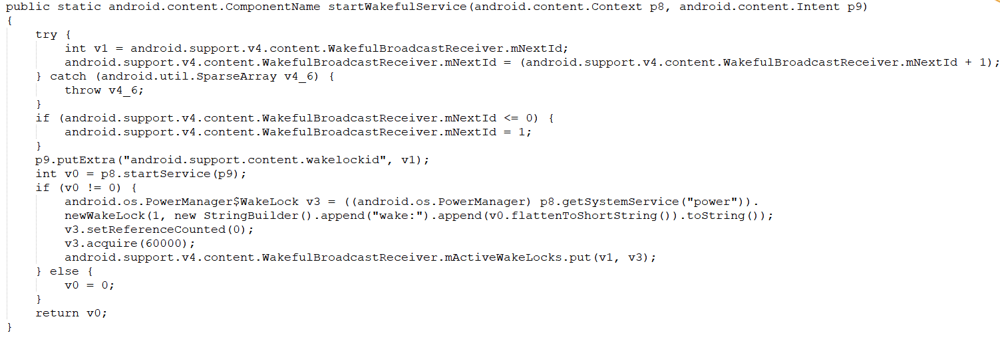 public static android.content.ComponentName startWakefulService(android.content.Context p8, android.content.Intent p9)
{
    try {
        int v1 = android.support.v4.content.WakefulBroadcastReceiver.mNextId;
        android.support.v4.content.WakefulBroadcastReceiver.mNextId = (android.support.v4.content.WakefulBroadcastReceiver.mNextId + 1);
    } catch (android.util.SparseArray v4_6) {
        throw v4_6;
    }
    if (android.support.v4.content.WakefulBroadcastReceiver.mNextId <= 0) {
        android.support.v4.content.WakefulBroadcastReceiver.mNextId = 1;
    }
    p9.putExtra("android.support.content.wakelockid", v1);
    int v0 = p8.startService(p9);
    if (v0 != 0) {
        android.os.PowerManager$WakeLock v3 = ((android.os.PowerManager) p8.getSystemService("power")).
        newWakeLock(1, new StringBuilder().append("wake:").append(v0.flattenToShortString()).toString());
        v3.setReferenceCounted(0);
        v3.acquire(60000);
        android.support.v4.content.WakefulBroadcastReceiver.mActiveWakeLocks.put(v1, v3);
    } else {
        v0 = 0;
    }
    return v0;
}